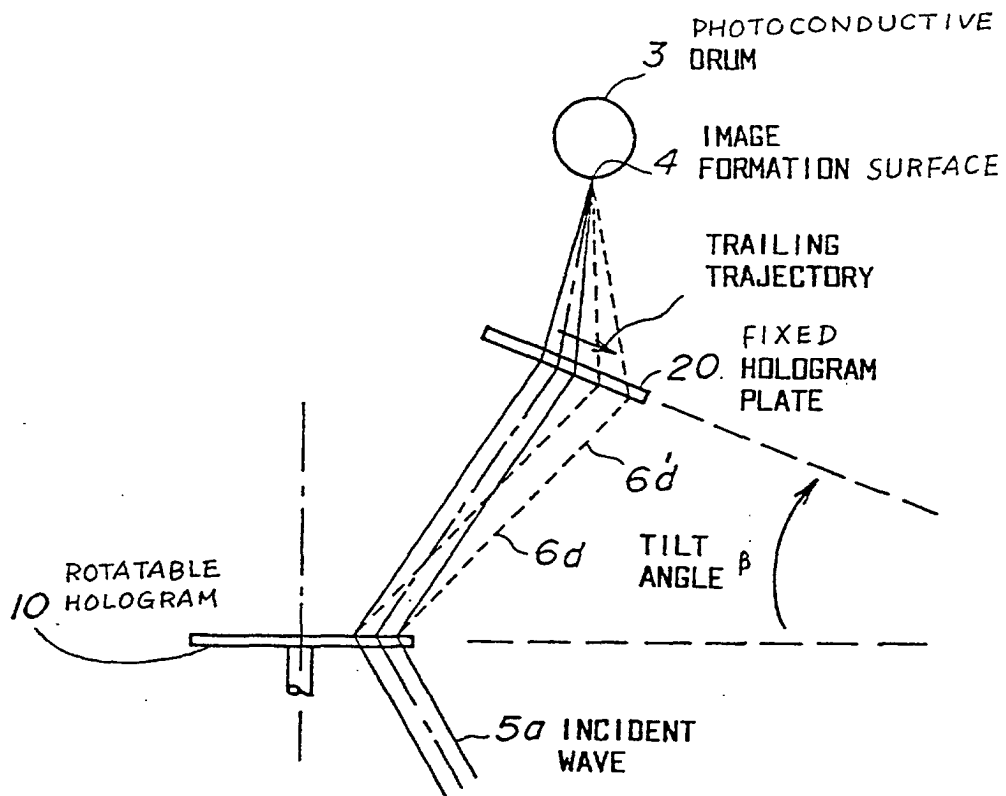 PHOTOCONDUCTIVE
3 DRUM
IMAGE
4 FORMATION SURFACE
TRAILING
TRAJECTORY
FIXED
20 HOLOGRAM
PLATE
6'd
6d
TILT
ANGLE β
ROTATABLE
10 HOLOGRAM
5a INCIDENT
WAVE